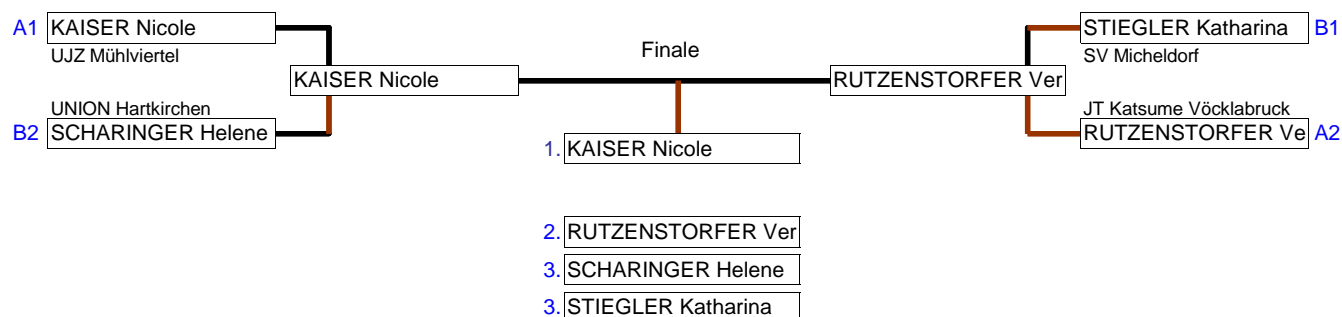 A1 KAISER Nicole
UJZ Mühlviertel
UNION Hartkirchen
B2 SCHARINGER Helene
KAISER Nicole
Finale
RUTZENSTORFER Ver
STIEGLER Katharina B1
SV Micheldorf
JT Katsume Vöcklabruck
RUTZENSTORFER Ve A2
1. KAISER Nicole
2. RUTZENSTORFER Ver
3. SCHARINGER Helene
3. STIEGLER Katharina